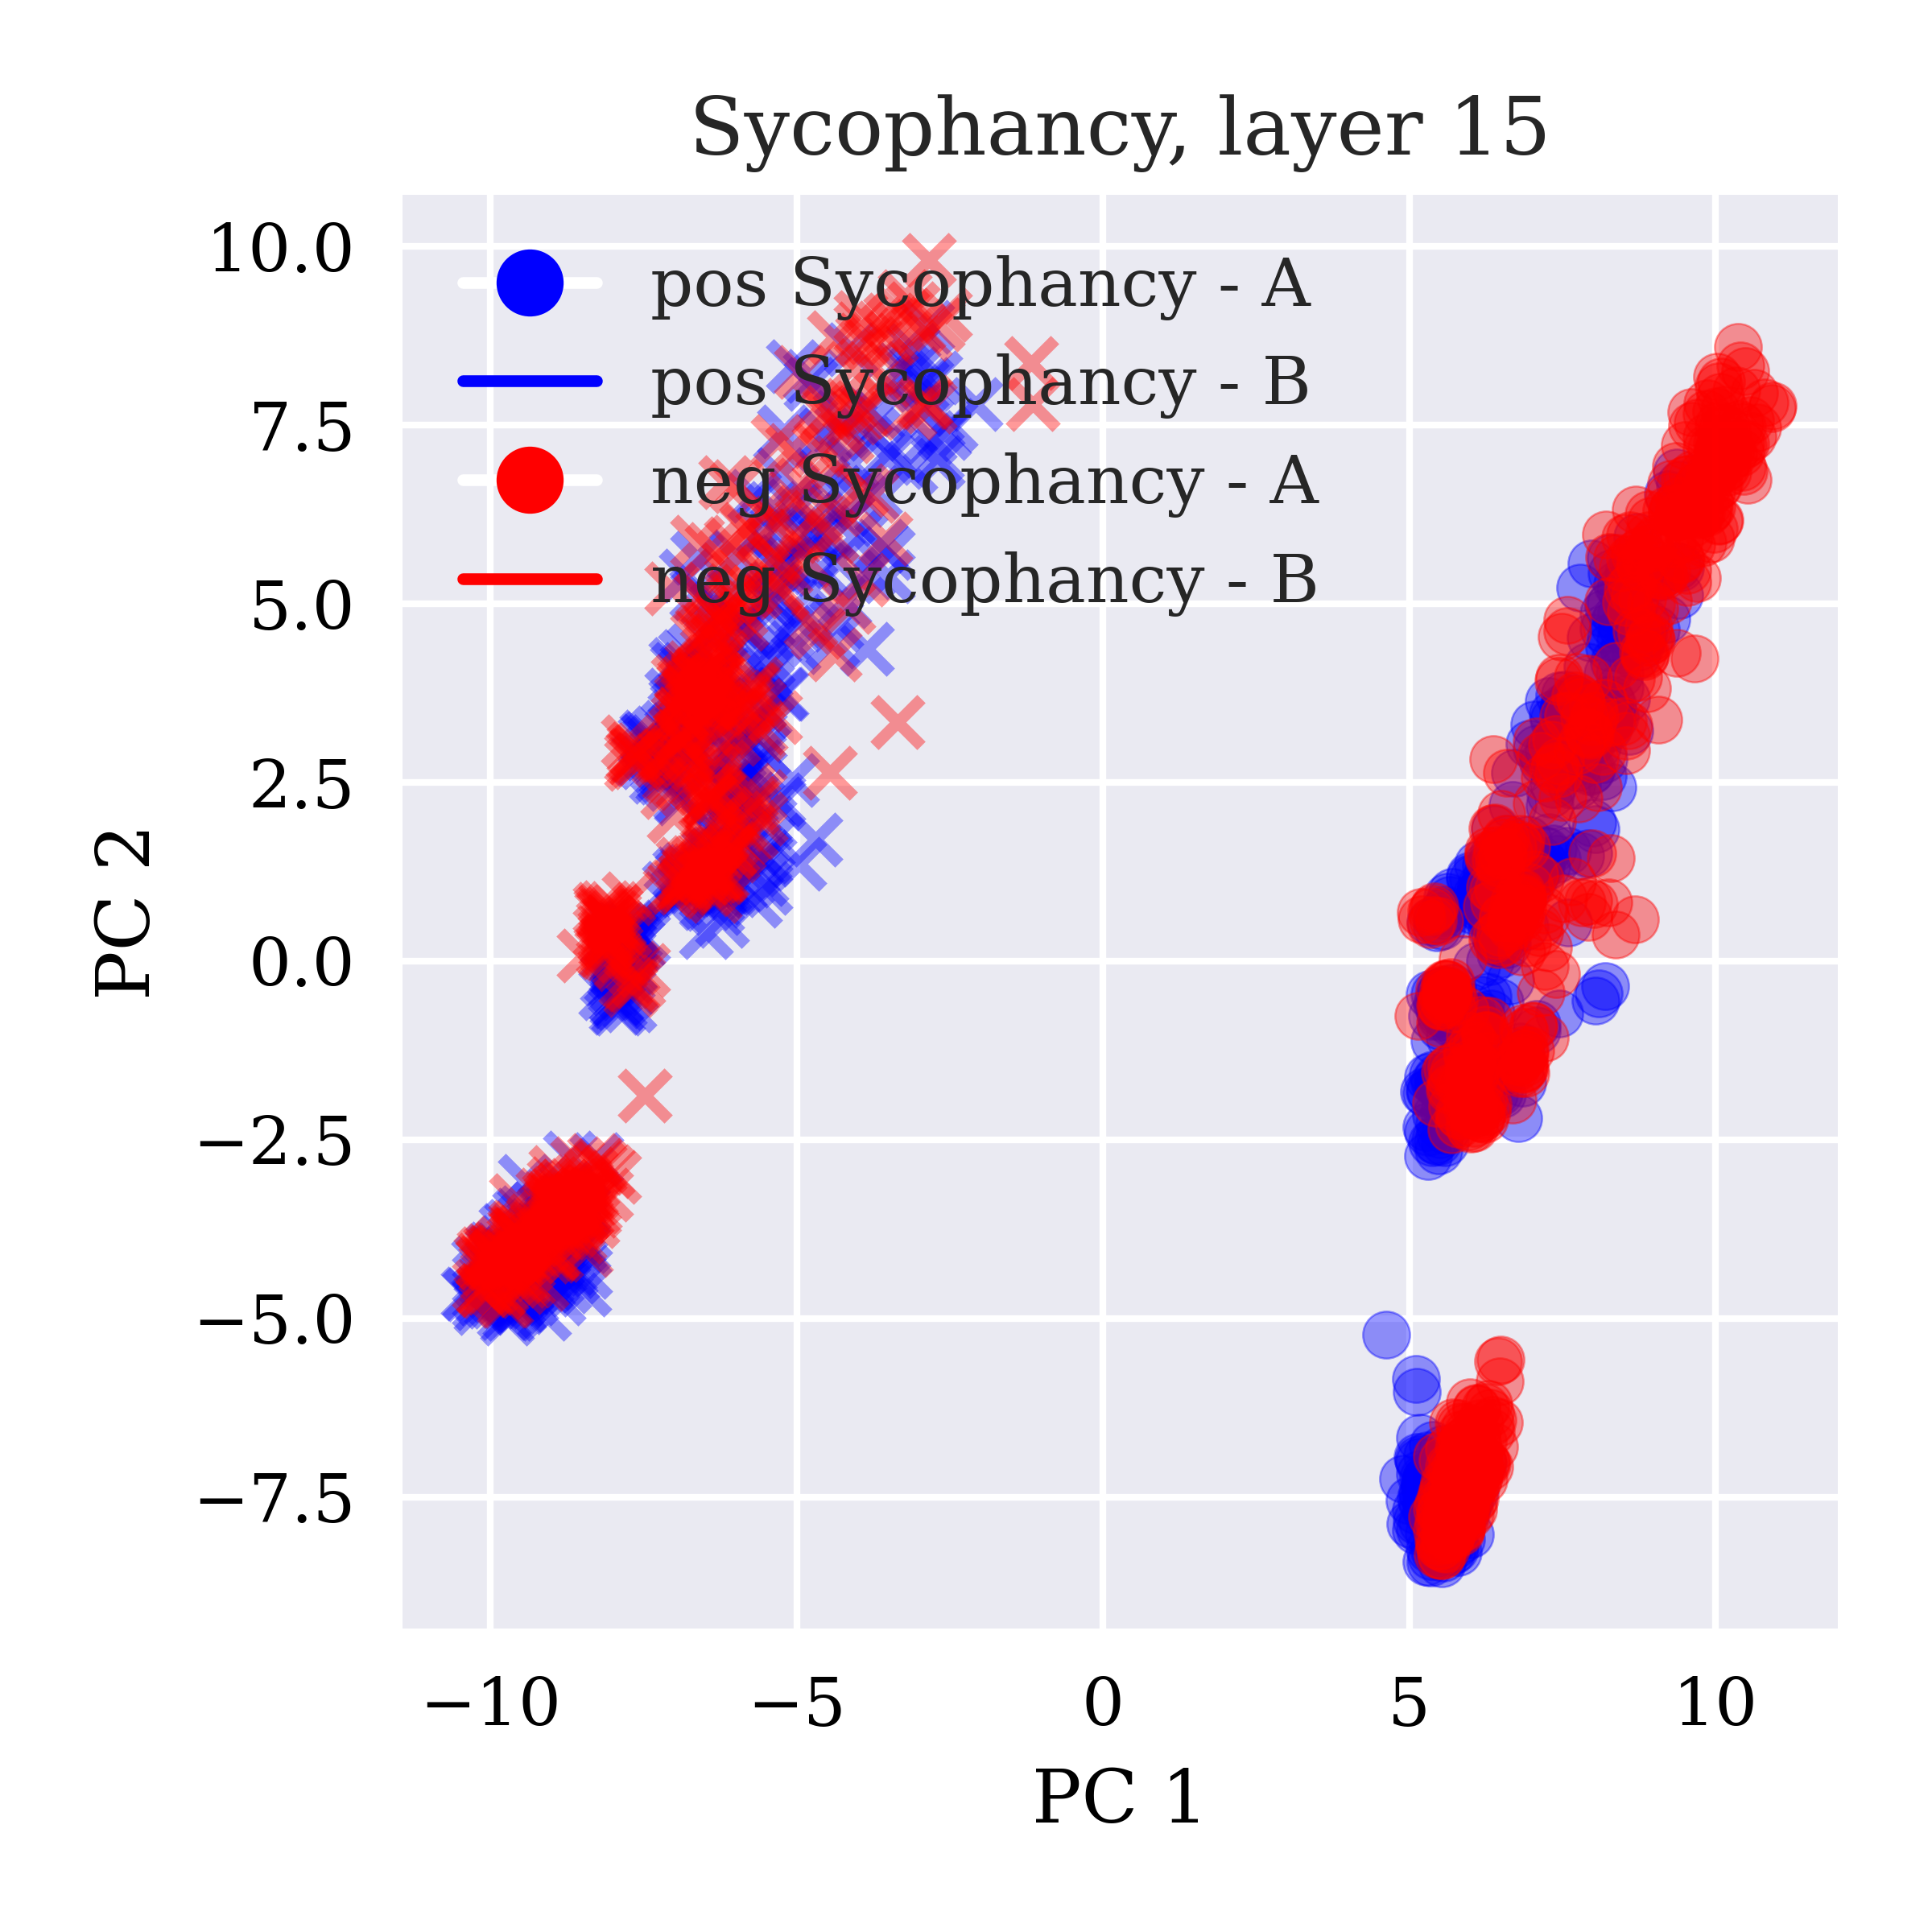 Sycophancy, layer 15
10.0
7.5
5.0
2.5
0.0
−2.5
−5.0
−7.5
PC 2
pos Sycophancy - A
pos Sycophancy - B
neg Sycophancy - A
neg Sycophancy - B
−10 −5 0 5 10
PC 1